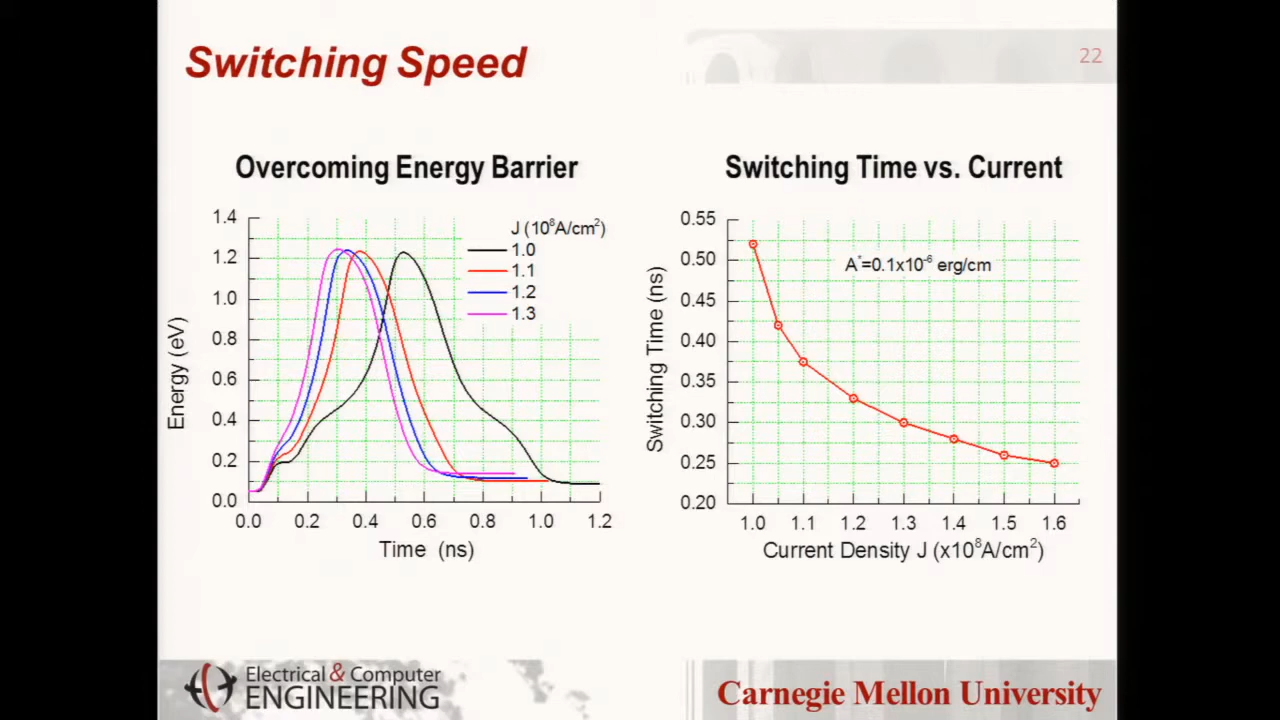 Switching Speed
22
Overcoming Energy Barrier
J (10⁸A/cm²)
1.0
1.1
1.2
1.3
1.4
1.2
1.0
0.8
0.6
0.4
0.2
0.0
Energy (eV)
0.0 0.2 0.4 0.6 0.8 1.0 1.2
Time (ns)
Switching Time vs. Current
A*=0.1x10⁻⁶ erg/cm
0.55
0.50
0.45
0.40
0.35
0.30
0.25
0.20
Switching Time (ns)
1.0 1.1 1.2 1.3 1.4 1.5 1.6
Current Density J (x10⁸A/cm²)
Electrical & Computer
ENGINEERING
Carnegie Mellon University